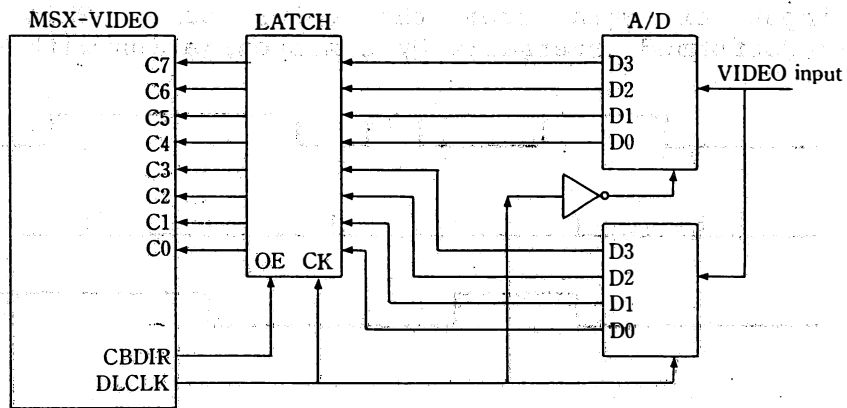 MSX-VIDEO LATCH A/D
C7
C6
C5
C4
C3
C2
C1
C0
OE CK
CBDIR
DLCLK
D3
D2
D1
D0
VIDEO input
D3
D2
D1
D0